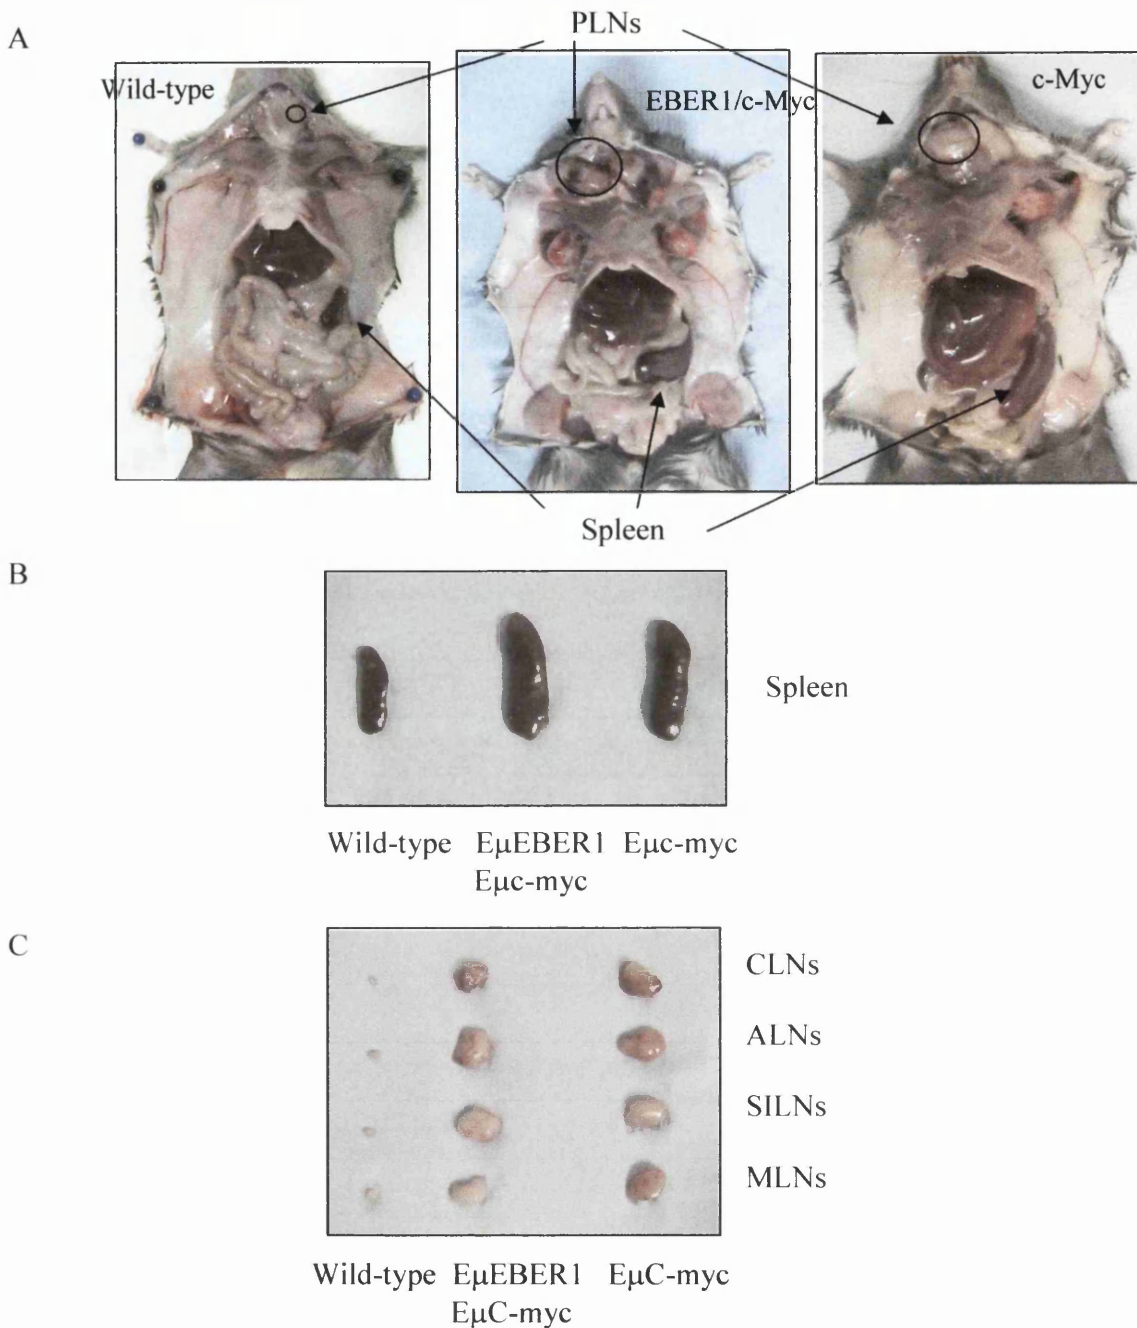 A
PLNs
Wild-type
EBER1/c-Myc
c-Myc
Spleen
B
Spleen
Wild-type EμEBER1 Eμc-myc
Eμc-myc
C
CLNs
ALNs
SILNs
MLNs
Wild-type EμEBER1 EμC-myc
EμC-myc